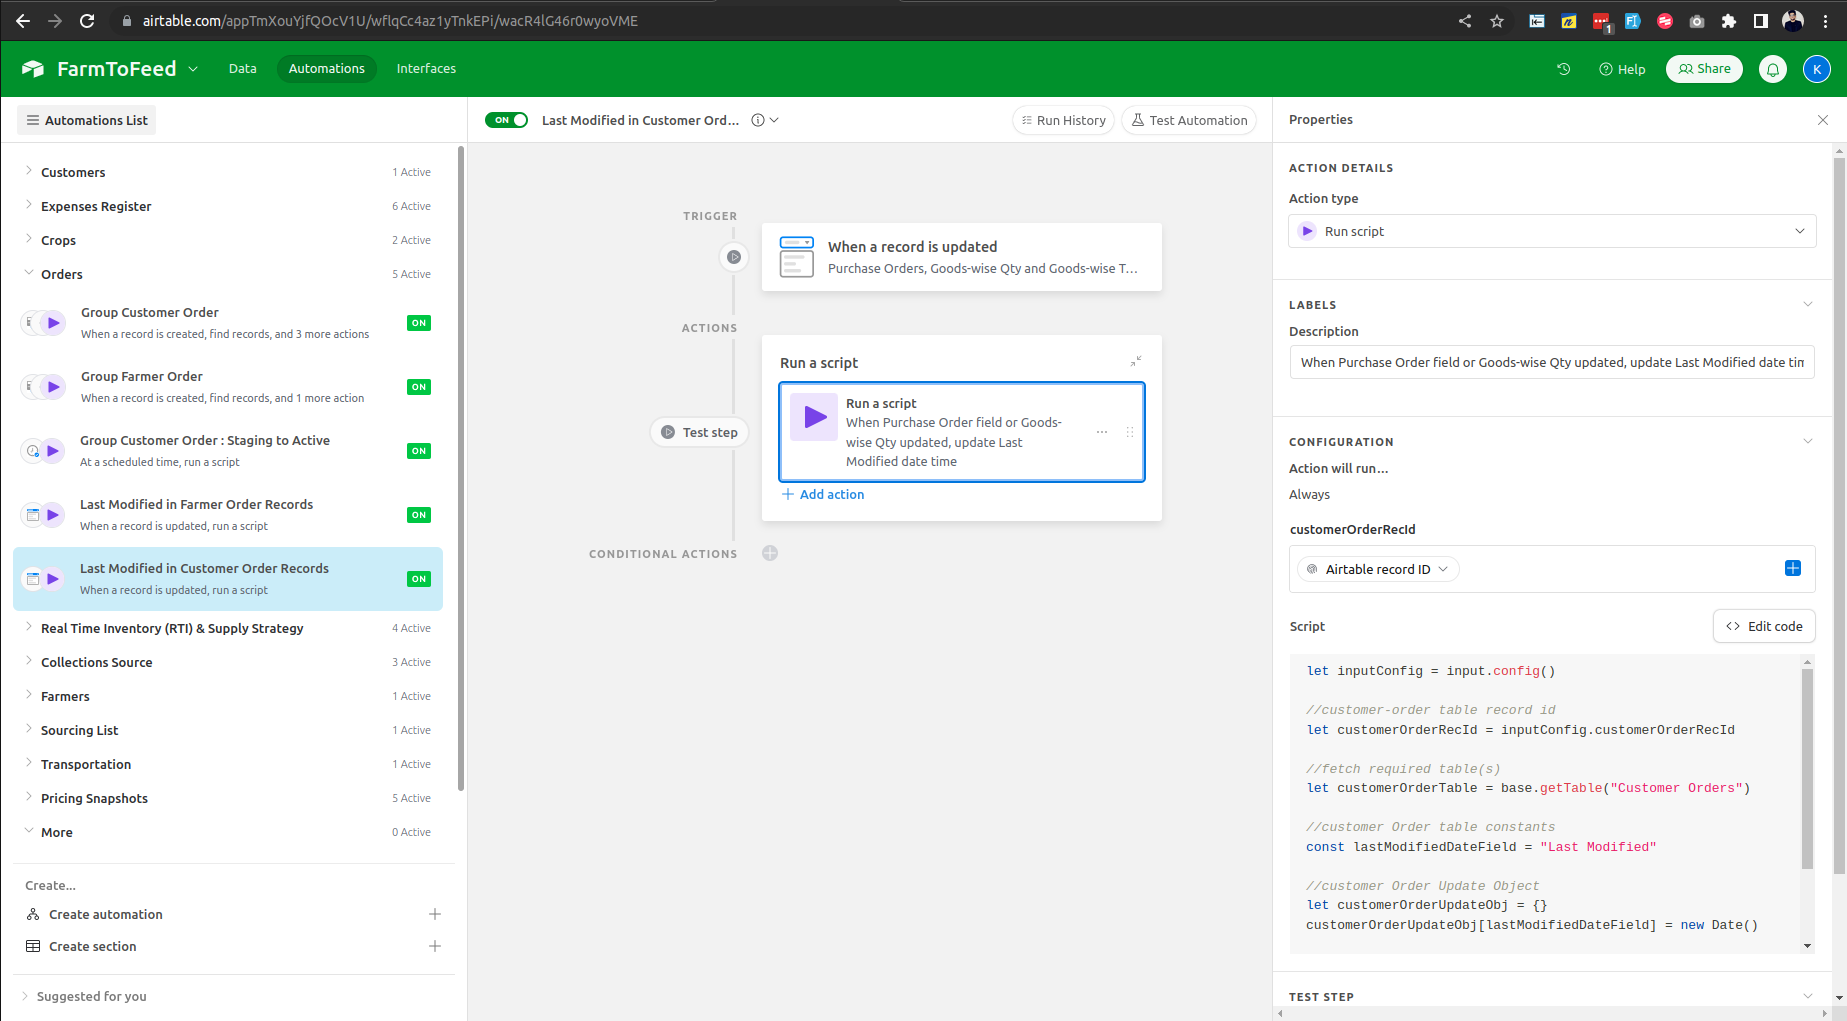 airtable.com/appTmXouYjfQOcV1U/wflqCc4az1yTnkEPi/wacR4lG46r0wyoVME
1
FarmToFeed
Data
Automations
Interfaces
Help
Share
K
Automations List
Customers 1 Active
Expenses Register 6 Active
Crops 2 Active
Orders 5 Active
Group Customer Order
When a record is created, find records, and 3 more actions
ON
Group Farmer Order
When a record is created, find records, and 1 more action
ON
Group Customer Order : Staging to Active
At a scheduled time, run a script
ON
Last Modified in Farmer Order Records
When a record is updated, run a script
ON
Last Modified in Customer Order Records
When a record is updated, run a script
ON
Real Time Inventory (RTI) & Supply Strategy 4 Active
Collections Source 3 Active
Farmers 1 Active
Sourcing List 1 Active
Transportation 1 Active
Pricing Snapshots 5 Active
More 0 Active
Create...
Create automation
Create section
Suggested for you
ON
Last Modified in Customer Ord...
Run History
Test Automation
TRIGGER
When a record is updated
Purchase Orders, Goods-wise Qty and Goods-wise T...
ACTIONS
Run a script
Test step
Run a script
When Purchase Order field or Goods-
wise Qty updated, update Last
Modified date time
Add action
CONDITIONAL ACTIONS
Properties
ACTION DETAILS
Action type
Run script
LABELS
Description
When Purchase Order field or Goods-wise Qty updated, update Last Modified date tim
CONFIGURATION
Action will run...
Always
customerOrderRecId
Airtable record ID
Script
Edit code
let inputConfig = input.config()
//customer-order table record id
let customerOrderRecId = inputConfig.customerOrderRecId
//fetch required table(s)
let customerOrderTable = base.getTable("Customer Orders")
//customer Order table constants
const lastModifiedDateField = "Last Modified"
//customer Order Update Object
let customerOrderUpdateObj = {}
customerOrderUpdateObj[lastModifiedDateField] = new Date()
TEST STEP